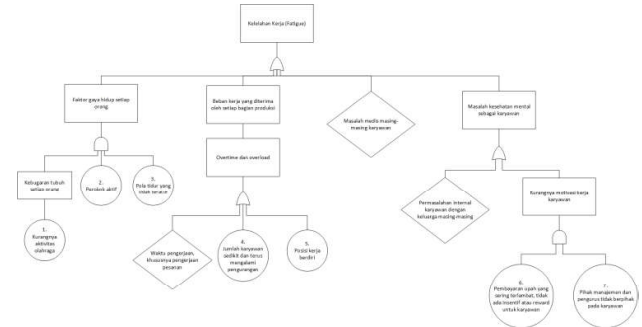 Kelelahan Kerja (Fatigue)
Faktor gaya hidup setiap
orang
Beban kerja yang diterima
oleh setiap bagian produksi
Masalah medis masing-
masing karyawan
Masalah kesehatan mental
sebagai karyawan
Overtime dan overload
Kebugaran tubuh
setiap orang
2.
Perokok aktif
3.
Pola tidur yang
1.
Kurangnya
aktivitas
olahraga
Waktu pengerjaan,
khususnya pengerjaan
pesanan
4.
Jumlah karyawan
sedikit dan terus
mengalami
pengurangan
5.
Posisi kerja
berdiri
Permasalahan internal
karyawan dengan
keluarga masing masing
Kurangnya motivasi kerja
karyawan
6.
Pembayaran upah yang
sering terlambat, tidak
ada insentif atau reward
untuk karyawan
7.
Pihak manajemen dan
pengurus tidak berpihak
pada karyawan